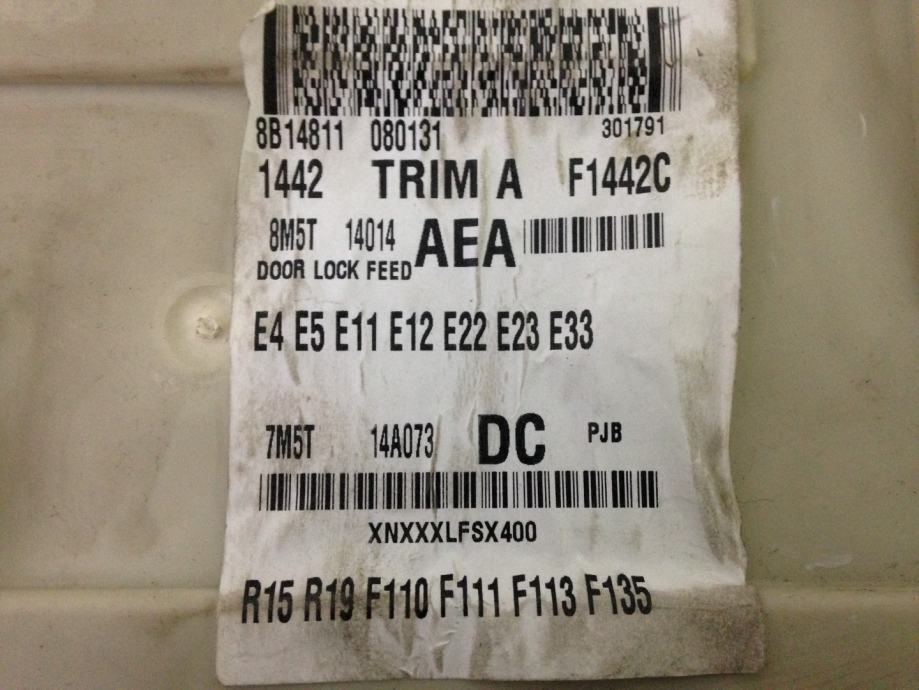 8B14811 080131 301791
1442 TRIM A F1442C
8M5T 14014 AEA
DOOR LOCK FEED
E4 E5 E11 E12 E22 E23 E33
7M5T 14A073 DC PJB
XNXXXLFSX400
R15 R19 F110 F111 F113 F135